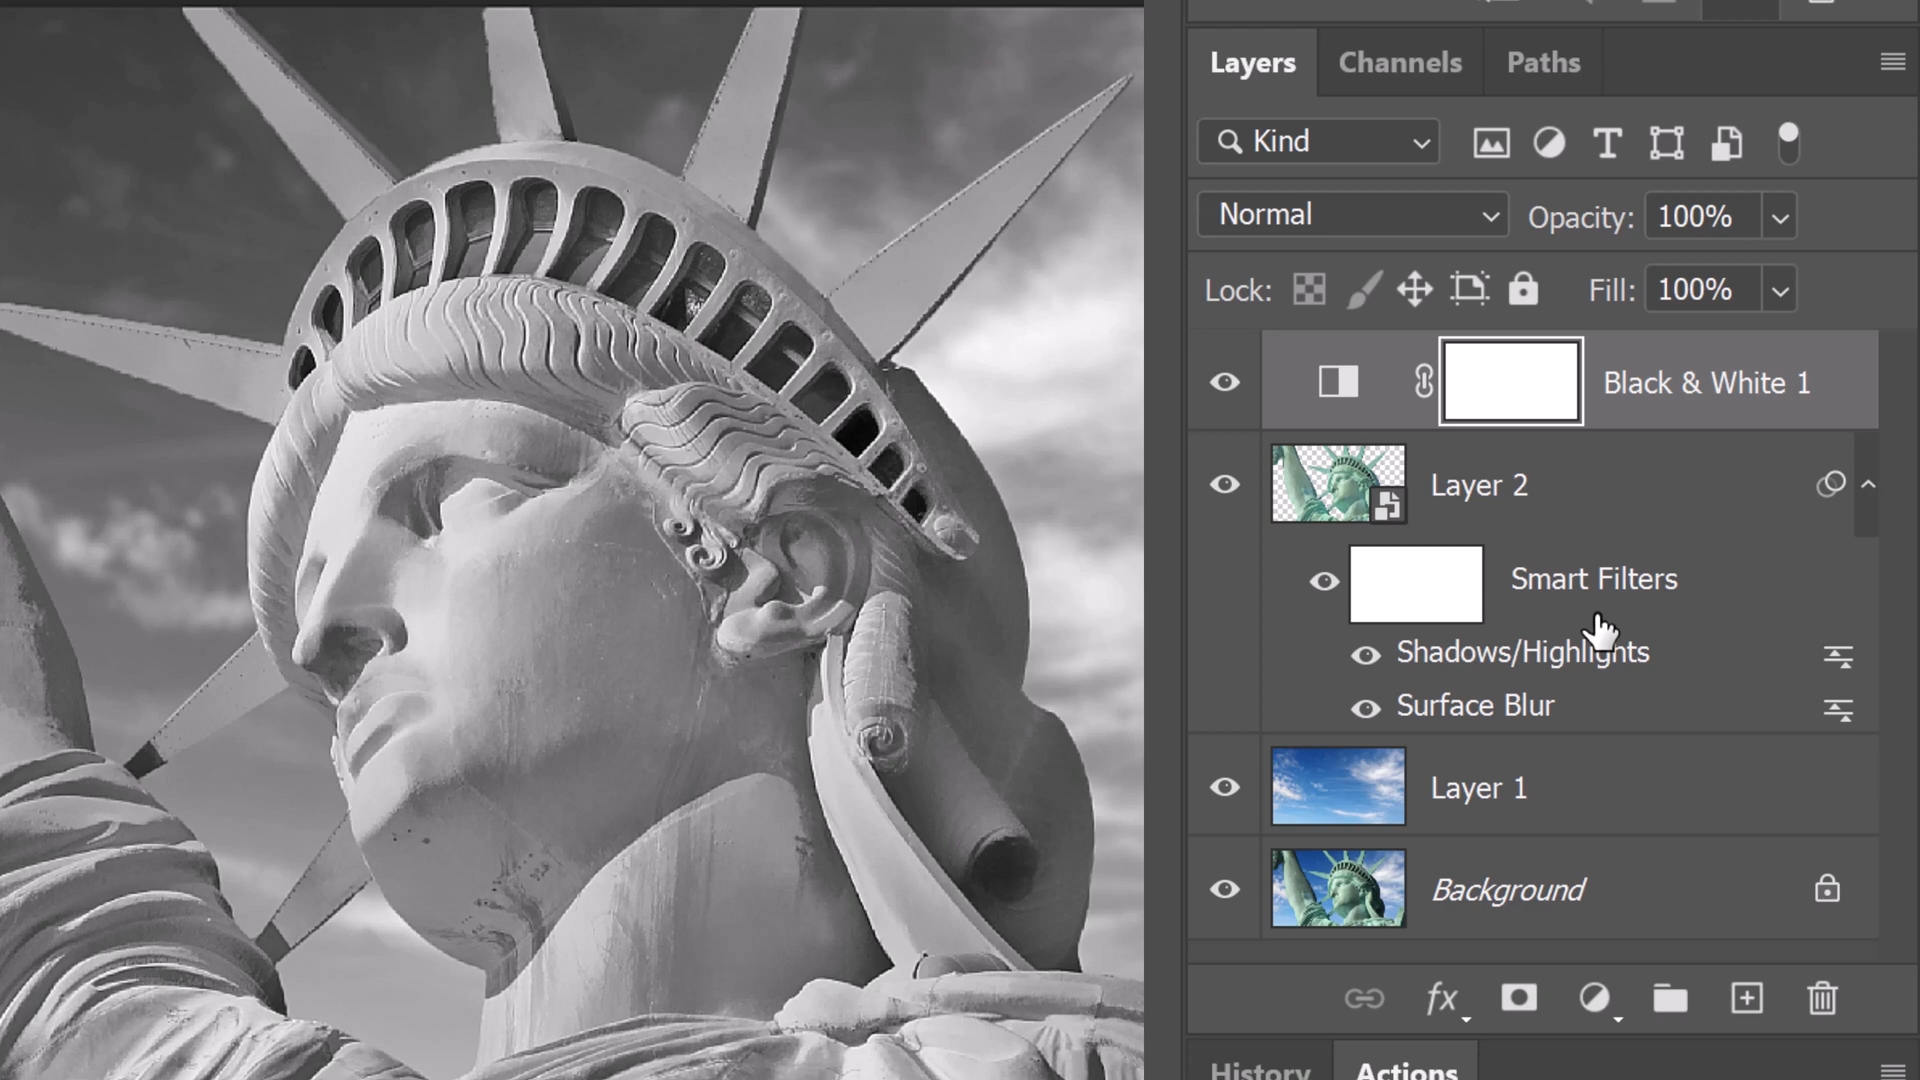 Layers Channels Paths
Kind
Normal Opacity: 100%
Lock: Fill: 100%
Black & White 1
Layer 2
Smart Filters
Shadows/Highlights
Surface Blur
Layer 1
Background
fx
History Actions